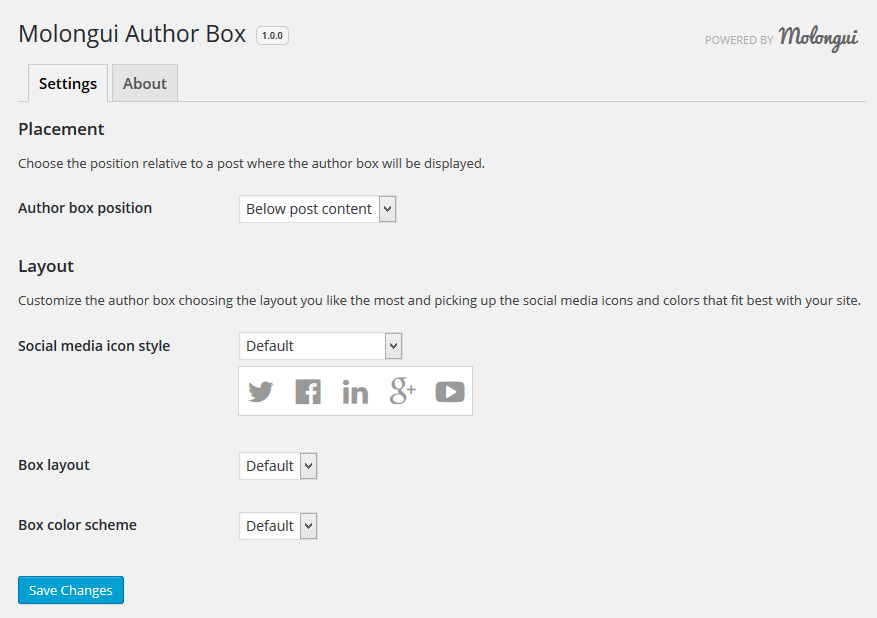 Molongui Author Box 1.0.0
POWERED BY Molongui
Settings About
Placement
Choose the position relative to a post where the author box will be displayed.
Author box position Below post content
Layout
Customize the author box choosing the layout you like the most and picking up the social media icons and colors that fit best with your site.
Social media icon style Default
in g+
Box layout Default
Box color scheme Default
Save Changes